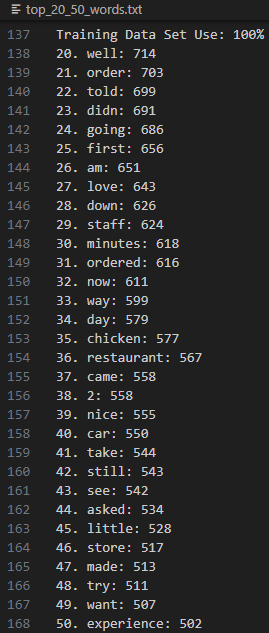 top_20_50_words.txt
137 Training Data Set Use: 100%
138 20. well: 714
139 21. order: 703
140 22. told: 699
141 23. didn: 691
142 24. going: 686
143 25. first: 656
144 26. am: 651
145 27. love: 643
146 28. down: 626
147 29. staff: 624
148 30. minutes: 618
149 31. ordered: 616
150 32. now: 611
151 33. way: 599
152 34. day: 579
153 35. chicken: 577
154 36. restaurant: 567
155 37. came: 558
156 38. 2: 558
157 39. nice: 555
158 40. car: 550
159 41. take: 544
160 42. still: 543
161 43. see: 542
162 44. asked: 534
163 45. little: 528
164 46. store: 517
165 47. made: 513
166 48. try: 511
167 49. want: 507
168 50. experience: 502